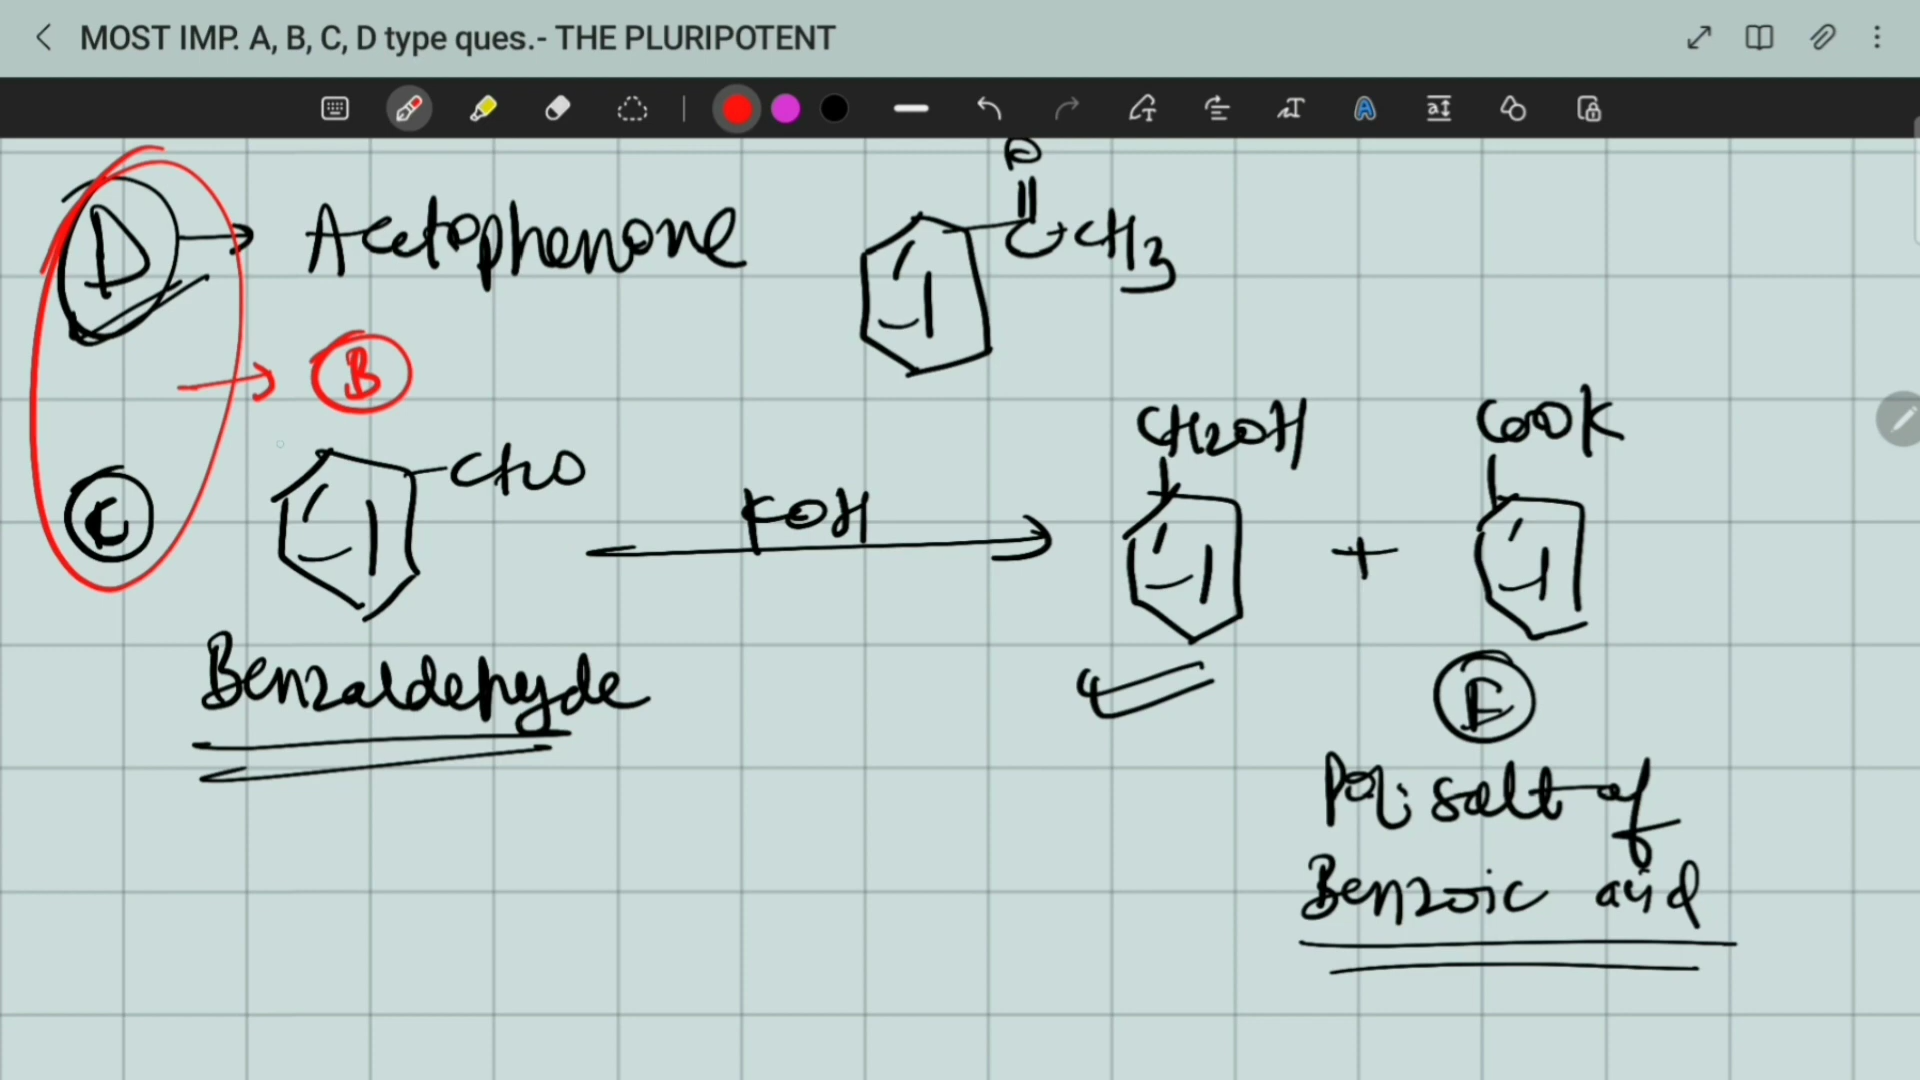 MOST IMP. A, B, C, D type ques.- THE PLURIPOTENT
D → Acetophenone
O
C-CH3
→ B
C
CHO
KOH
CH2OH
+
COOK
Benzaldehyde
E
Pot. salt of
Benzoic acid